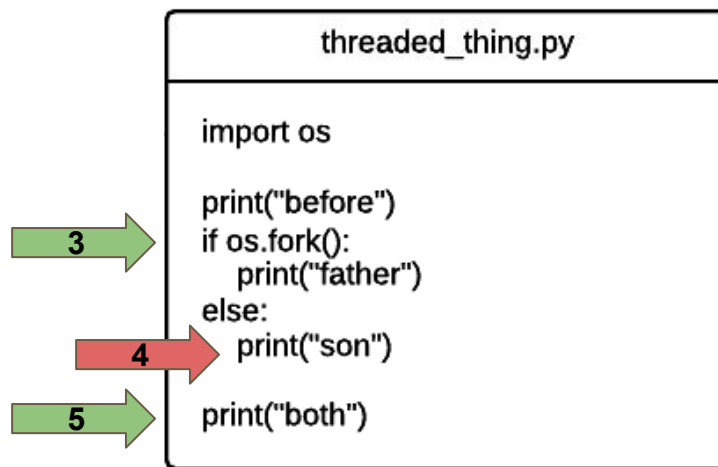 threaded_thing.py
import os
print("before")
3
if os.fork():
print("father")
else:
4
print("son")
5
print("both")